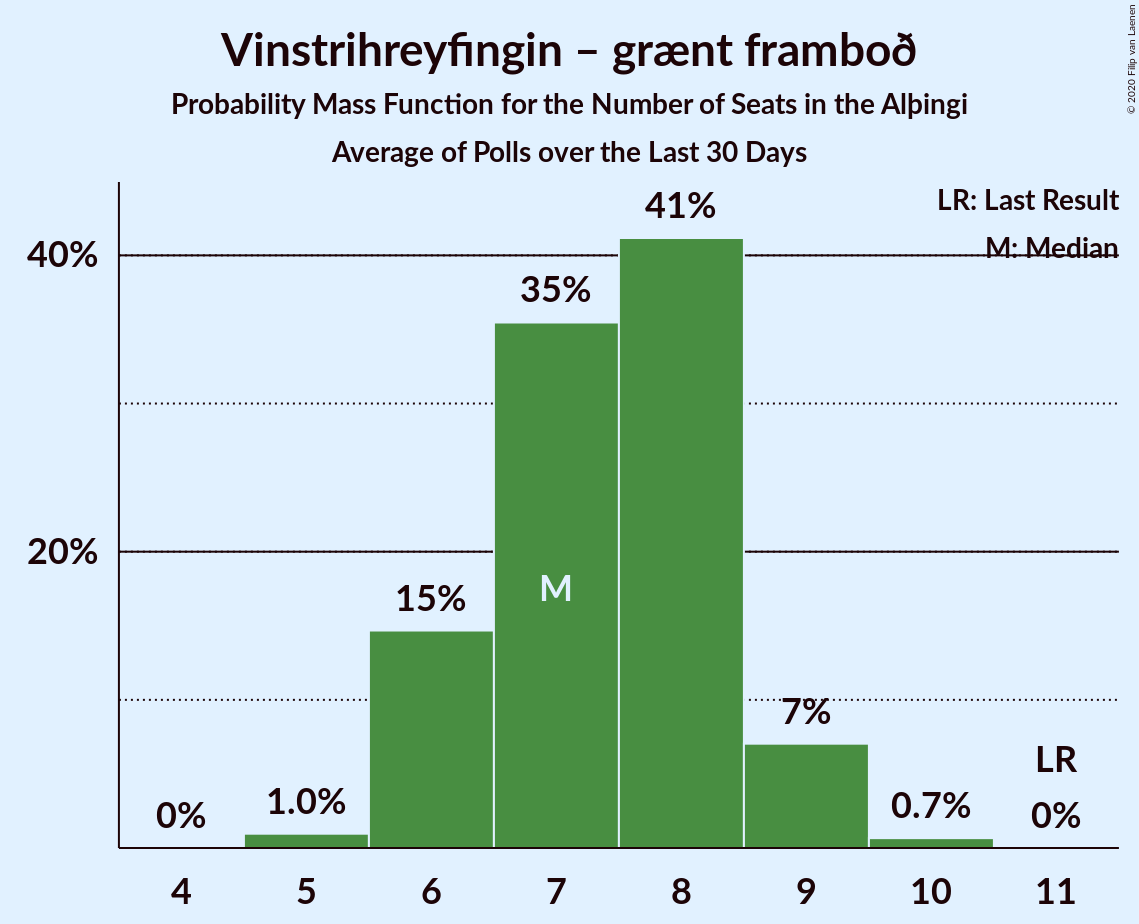 Vinstrihreyfingin – grænt framboð
Probability Mass Function for the Number of Seats in the Alþingi
Average of Polls over the Last 30 Days
© 2020 Filip van Laenen
LR: Last Result
M: Median
41%
40%
35%
20%
M
15%
7%
LR
1.0%
0.7%
0%
0%
4 5 6 7 8 9 10 11